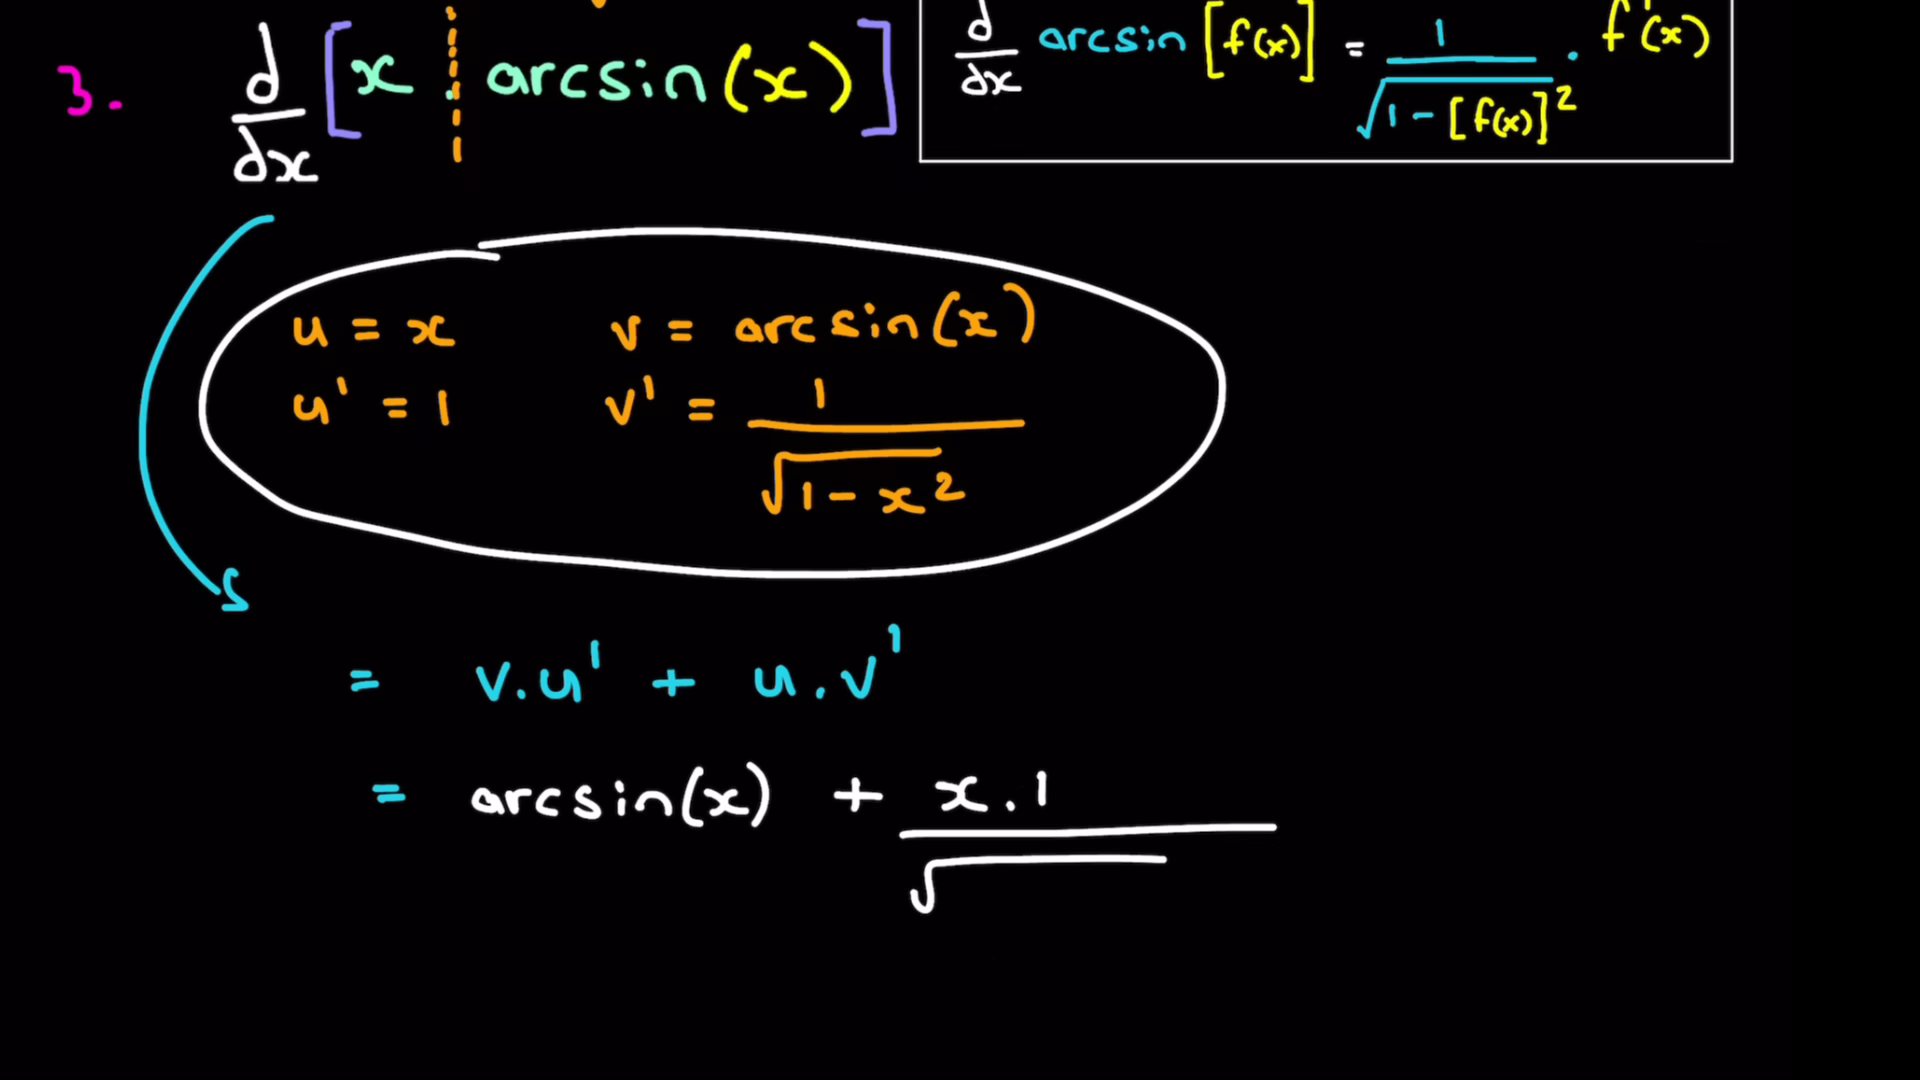 3. d/dx [x . arcsin(x)]
d/dx arcsin [f(x)] = 1/√(1 - [f(x)]²) . f'(x)
u = x v = arcsin(x)
u' = 1 v' = 1/√(1 - x²)
= v.u' + u.v'
= arcsin(x) + x.1/√